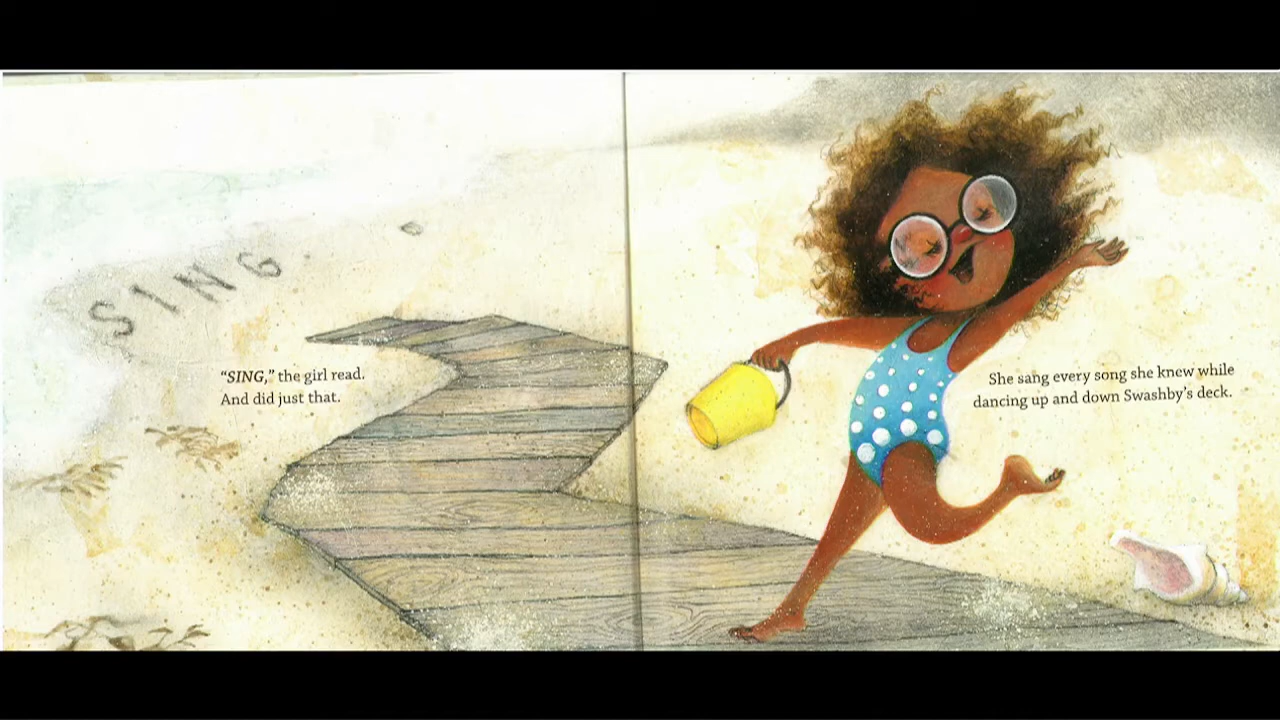 SING.
“SING,” the girl read.
And did just that.
She sang every song she knew while
dancing up and down Swashby’s deck.